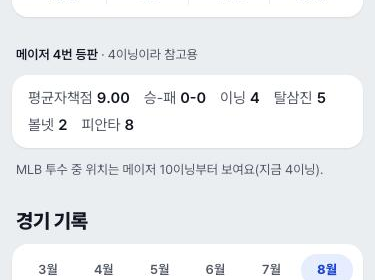 메이저 4번 등판 · 4이닝이라 참고용
평균자책점 9.00 승-패 0-0 이닝 4 탈삼진 5
볼넷 2 피안타 8
MLB 투수 중 위치는 메이저 10이닝부터 보여요(지금 4이닝).
경기 기록
3월 4월 5월 6월 7월 8월